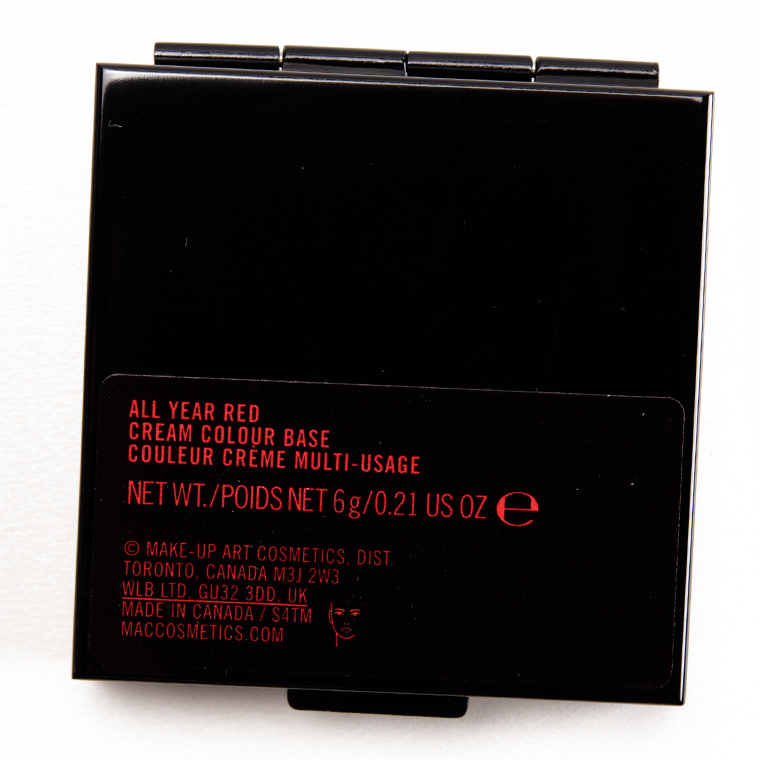 ALL YEAR RED
CREAM COLOUR BASE
COULEUR CRÈME MULTI-USAGE
NET WT./POIDS NET 6g/0.21 US OZ ℮
© MAKE-UP ART COSMETICS, DIST.
TORONTO, CANADA M3J 2W3
WLB LTD, GU32 3DD, UK
MADE IN CANADA / S4TM
MACCOSMETICS.COM